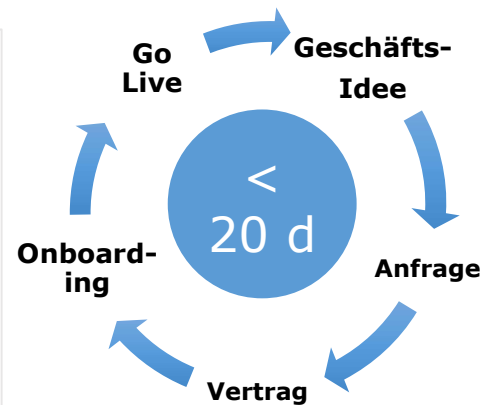 Geschäfts-
Idee
Anfrage
Vertrag
Onboard-
ing
Go
Live
<
20 d